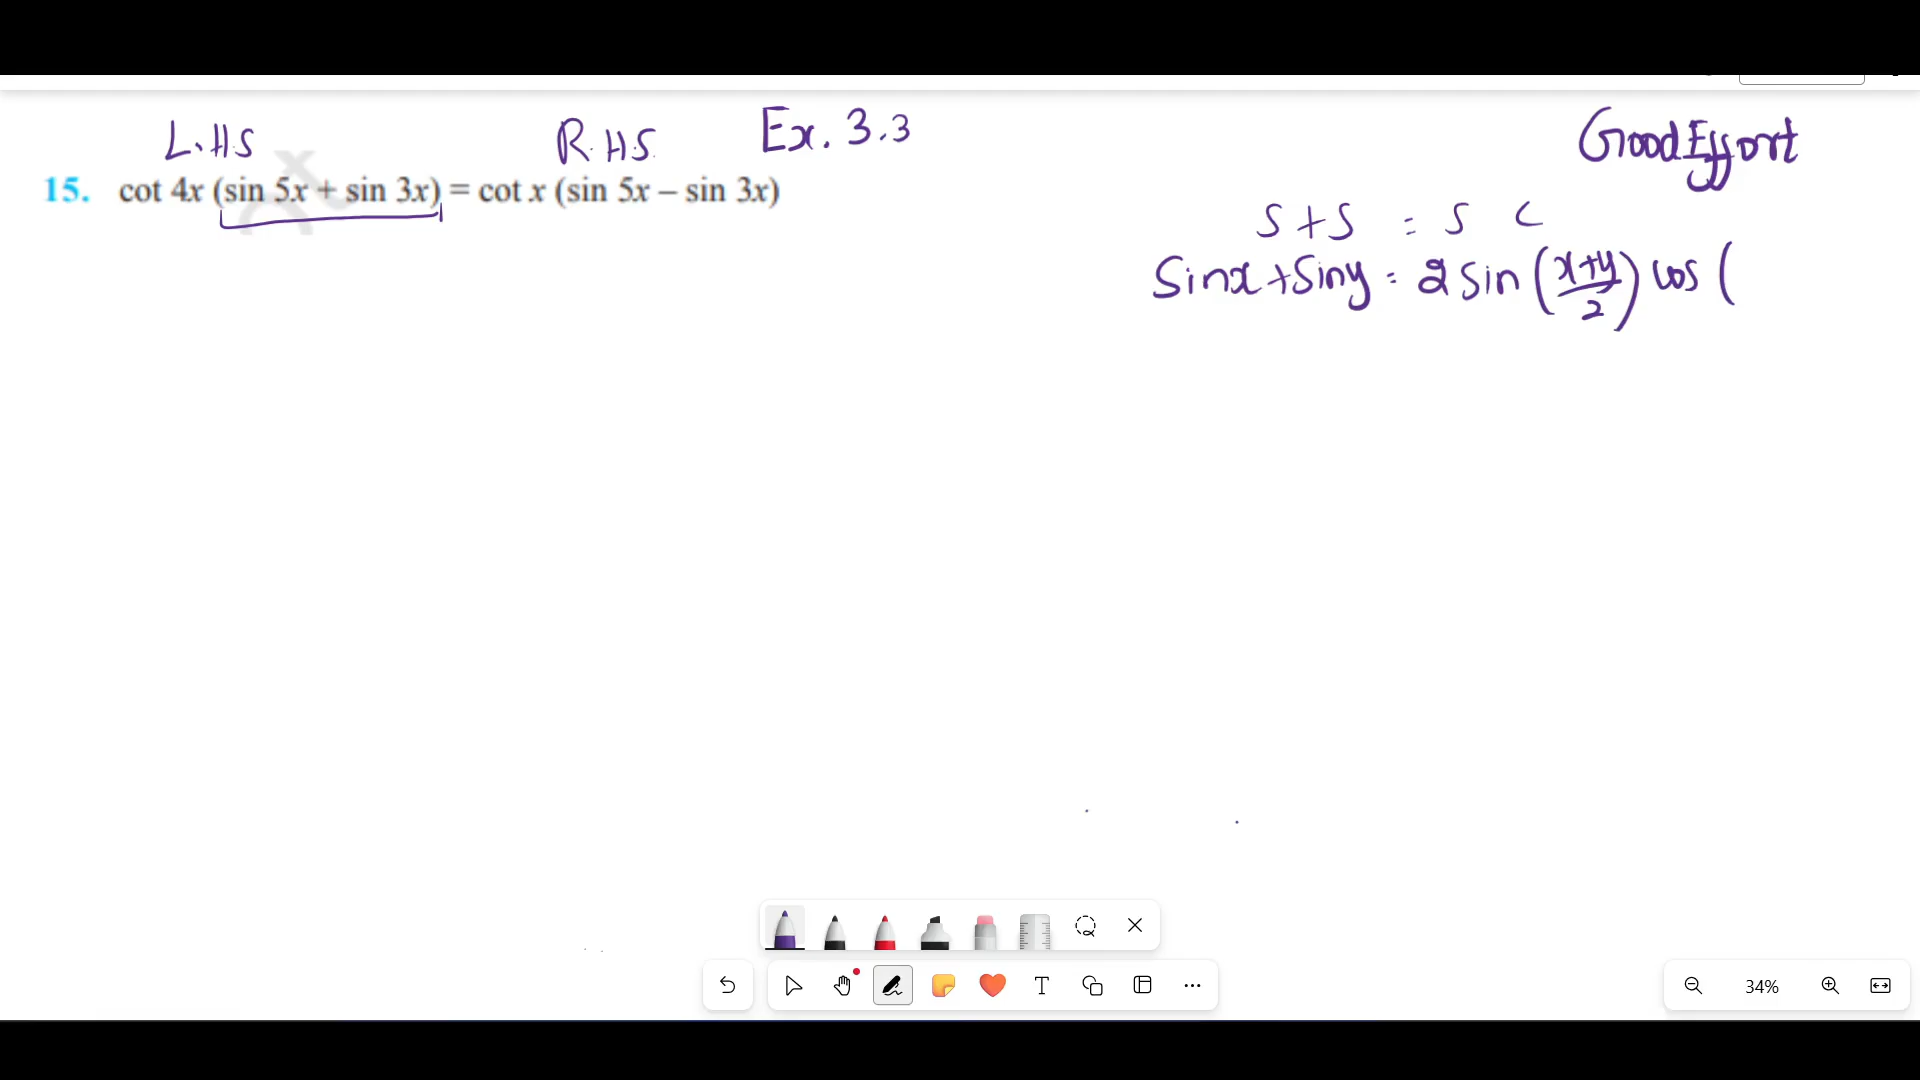 L.H.S R.H.S. Ex. 3.3 Good Effort
15. cot 4x (sin 5x + sin 3x) = cot x (sin 5x – sin 3x)
S + S = S C
Sinx + Siny = 2 Sin (x+y/2) cos (
34%